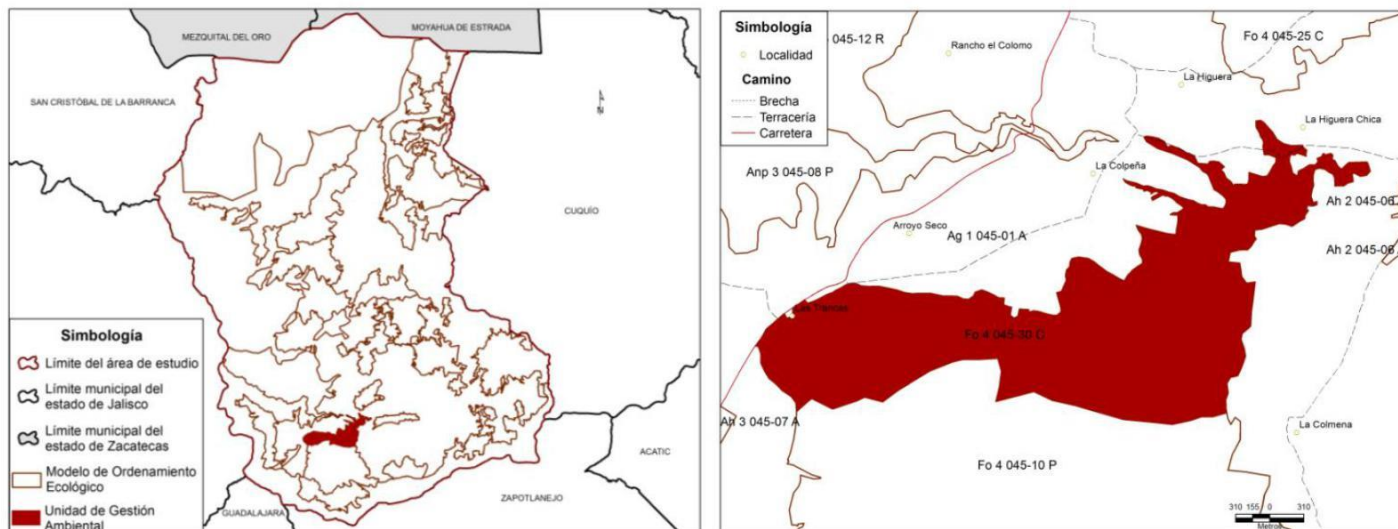 MEZQUITAL DEL ORO
MOYAHUA DE ESTRADA
SAN CRISTÓBAL DE LA BARRANCA
N
CUQUÍO
Simbología
Límite del área de estudio
Límite municipal del
estado de Jalisco
Límite municipal del
estado de Zacatecas
Modelo de Ordenamiento
Ecológico
Unidad de Gestión
Ambiental
GUADALAJARA
ZAPOTLANEJO
ACATIC
Simbología
Localidad
Camino
Brecha
Terracería
Carretera
045-12 R
Rancho el Colomo
Fo 4 045-25 C
La Higuera
La Higuera Chica
La Colpeña
Anp 3 045-08 P
Arroyo Seco
Ag 1 045-01 A
Ah 2 045-06
Ah 2 045-06
Fo 4 045-30
Ah 3 045-07 A
Fo 4 045-10 P
La Colmena
310 155 0 310
Metros